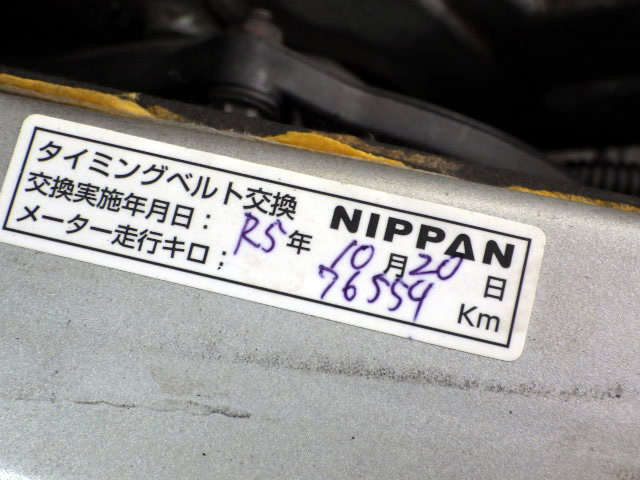 タイミングベルト交換
NIPPAN
交換実施年月日： R5年 10月20日
メーター走行キロ； 76554 Km